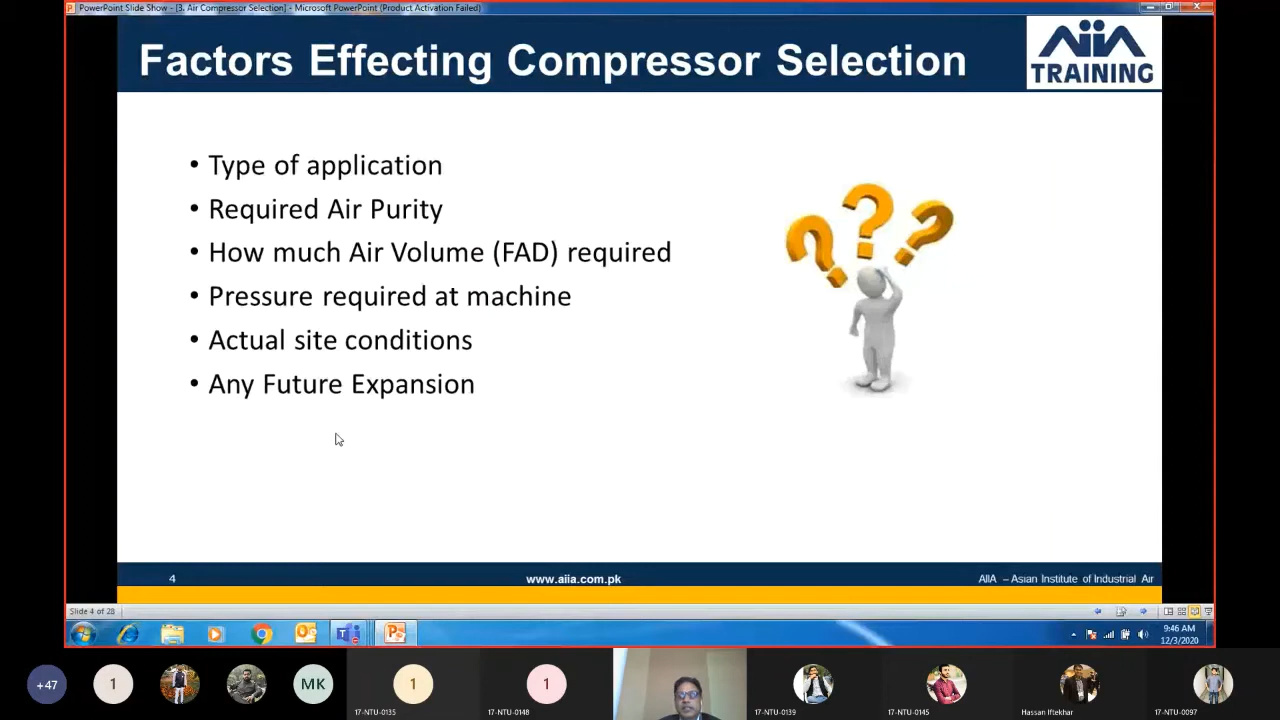 PowerPoint Slide Show - [3. Air Compressor Selection] - Microsoft PowerPoint (Product Activation Failed)
Factors Effecting Compressor Selection
AIIA
TRAINING
• Type of application
• Required Air Purity
• How much Air Volume (FAD) required
• Pressure required at machine
• Actual site conditions
• Any Future Expansion
4
www.aiia.com.pk
AIIA – Asian Institute of Industrial Air
Slide 4 of 28
9:46 AM
12/3/2020
+47
1
MK
1
1
17-NTU-0135
17-NTU-0148
17-NTU-0139
17-NTU-0145
Hassan Iftekhar
17-NTU-0097